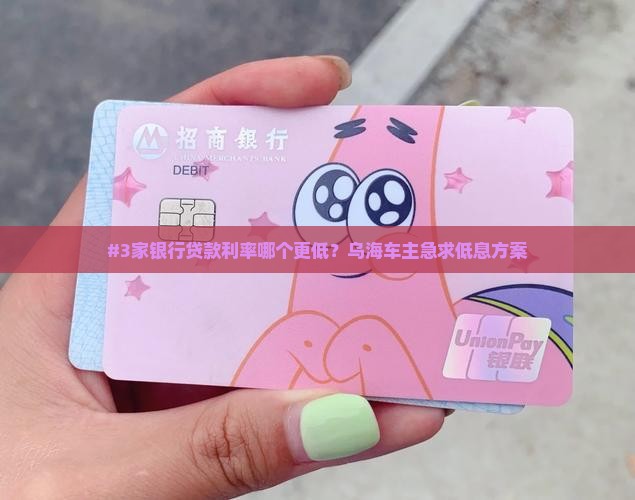 招商银行
CHINA MERCHANTS BANK
DEBIT
#3家银行贷款利率哪个更低？乌海车主急求低息方案
UnionPay
银联